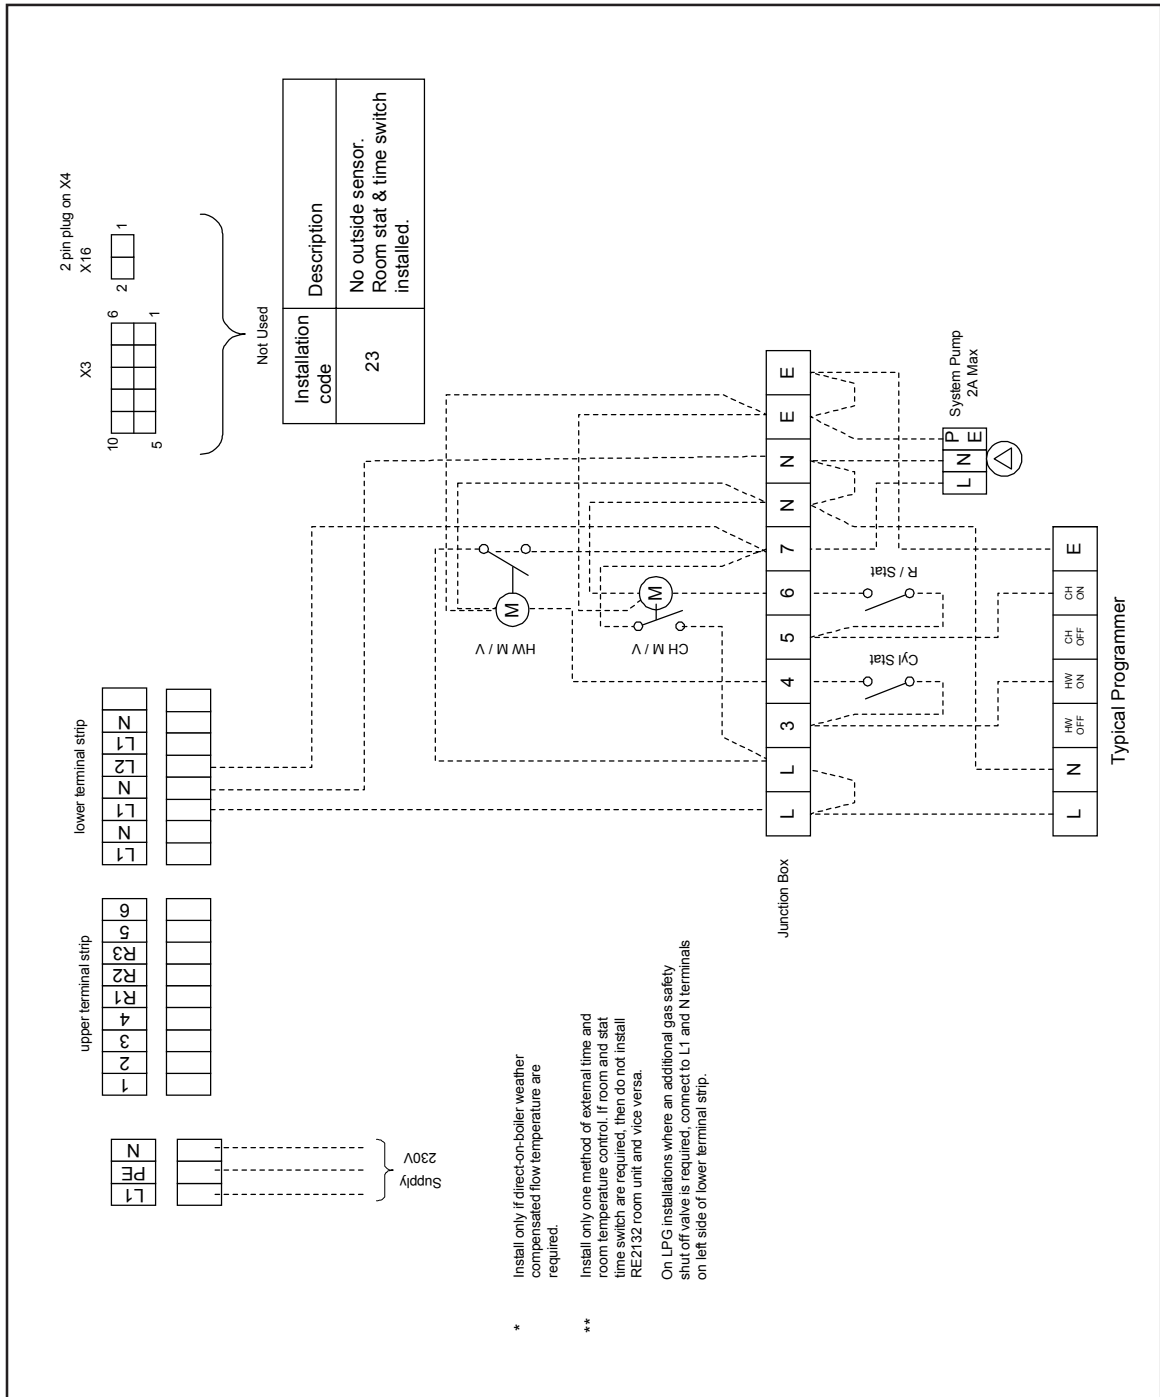 2 pin plug on X4
X3
X16
10
6
2
1
5
1
Not Used
Installation
code
Description
23
No outside sensor.
Room stat & time switch
installed.
upper terminal strip
1
2
3
4
R1
R2
R3
5
6
lower terminal strip
L1
N
L1
N
L2
L1
N
L1
PE
N
Supply
230V
HW M / V
M
CH M / V
M
Junction Box
L
L
3
4
5
6
7
N
N
E
E
Cyl Stat
R / Stat
L
N
P
E
System Pump
2A Max
L
N
HW
OFF
HW
ON
CH
OFF
CH
ON
E
Typical Programmer
*
Install only if direct-on-boiler weather
compensated flow temperature are
required.
**
Install only one method of external time and
room temperature control. If room and stat
time switch are required, then do not install
RE2132 room unit and vice versa.
On LPG installations where an additional gas safety
shut off valve is required, connect to L1 and N terminals
on left side of lower terminal strip.